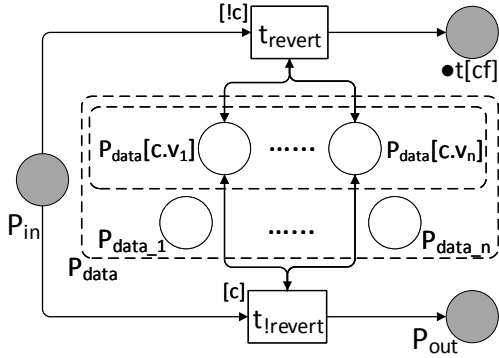 [!c]
t_revert
●t[cf]
P_data[c.v_1] ...... P_data[c.v_n]
P_in
P_data_1 ...... P_data_n
P_data
[c]
t_!revert
P_out